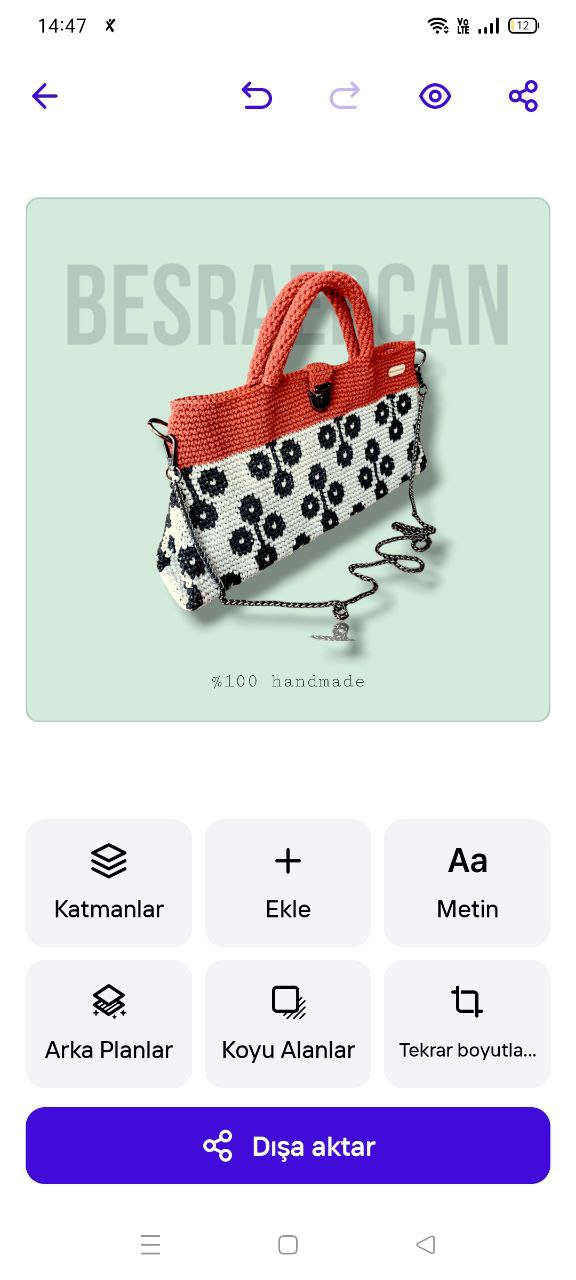 14:47
Vo
LTE
12
BESRAERCAN
%100 handmade
Katmanlar
Ekle
Aa
Metin
Arka Planlar
Koyu Alanlar
Tekrar boyutla...
Dışa aktar